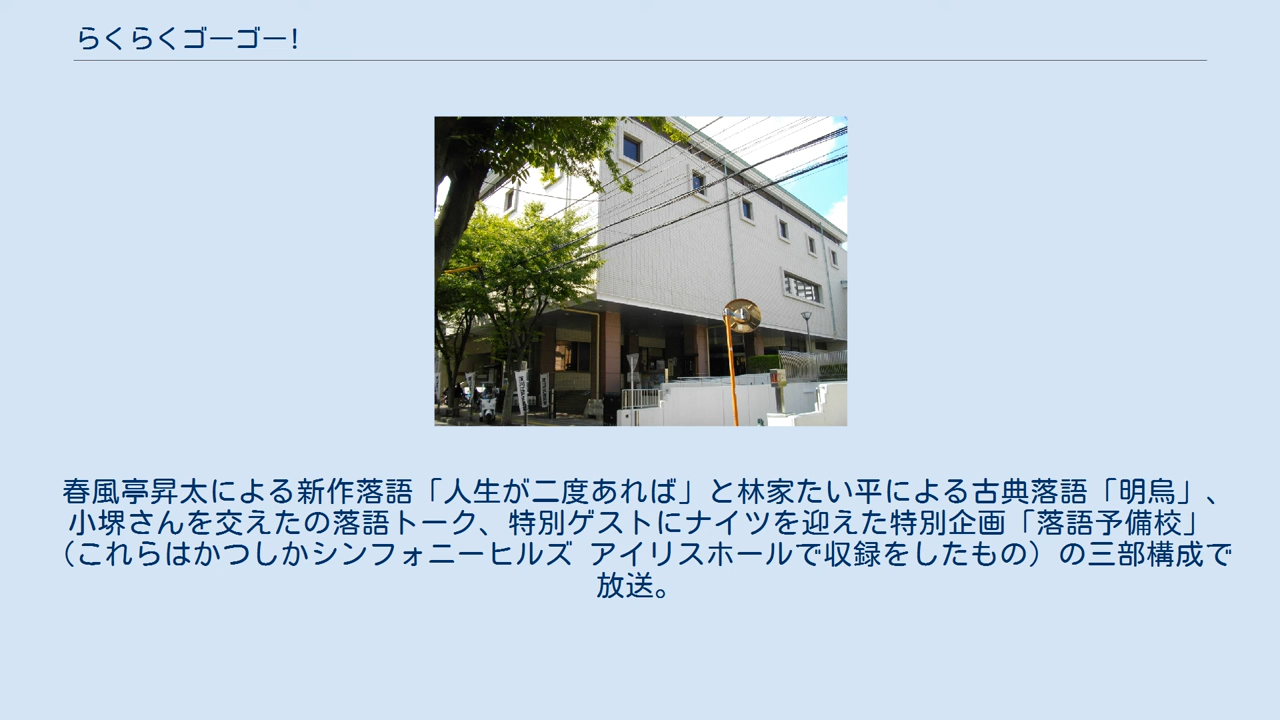 らくらくゴーゴー!
春風亭昇太による新作落語「人生が二度あれば」と林家たい平による古典落語「明烏」、
小堺さんを交えたの落語トーク、特別ゲストにナイツを迎えた特別企画「落語予備校」
（これらはかつしかシンフォニーヒルズ アイリスホールで収録をしたもの）の三部構成で
放送。